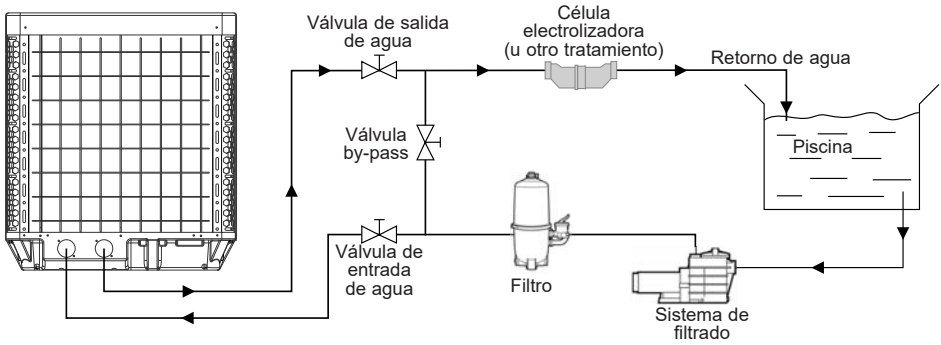 Válvula de salida
de agua
Célula
electrolizadora
(u otro tratamiento)
Retorno de agua
Válvula
by-pass
Piscina
Válvula de
entrada
de agua
Filtro
Sistema de
filtrado